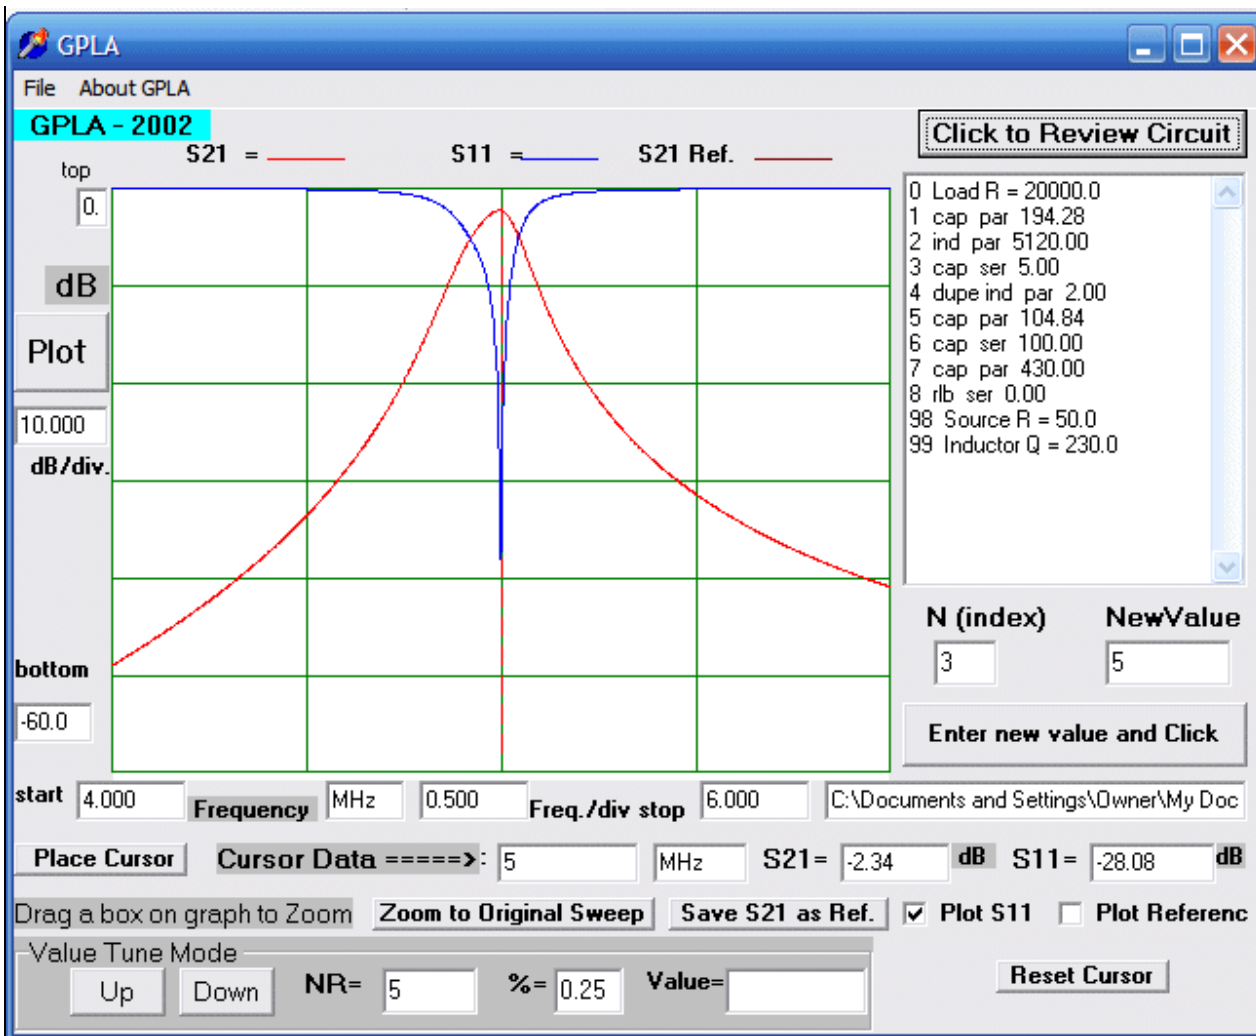 GPLA
File About GPLA
GPLA - 2002
S21 = S11 = S21 Ref.
Click to Review Circuit
top
0.
dB
Plot
10.000
dB/div.
bottom
-60.0
0 Load R = 20000.0
1 cap par 194.28
2 ind par 5120.00
3 cap ser 5.00
4 dupe ind par 2.00
5 cap par 104.84
6 cap ser 100.00
7 cap par 430.00
8 rlb ser 0.00
98 Source R = 50.0
99 Inductor Q = 230.0
N (index) NewValue
3 5
Enter new value and Click
start 4.000 Frequency MHz 0.500 Freq./div stop 6.000 C:\Documents and Settings\Owner\My Doc
Place Cursor Cursor Data =====>: 5 MHz S21= -2.34 dB S11= -28.08 dB
Drag a box on graph to Zoom Zoom to Original Sweep Save S21 as Ref. Plot S11 Plot Referenc
Value Tune Mode
Up Down NR= 5 %= 0.25 Value= Reset Cursor